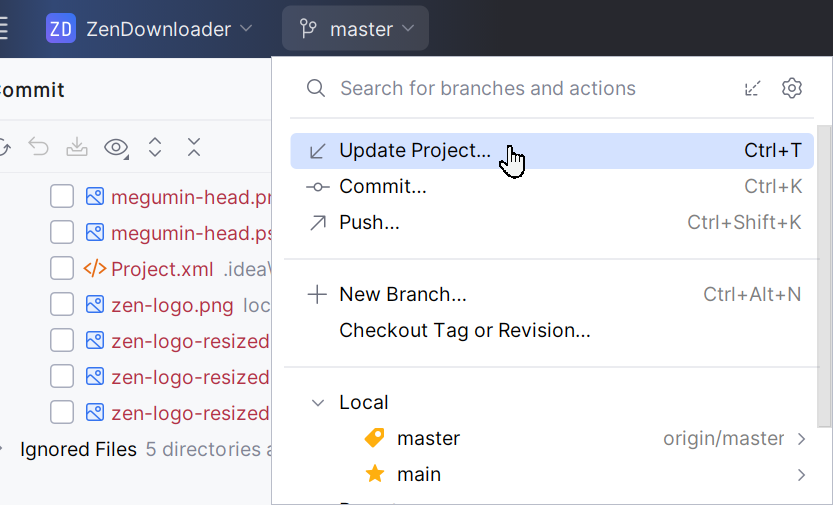 ZD ZenDownloader master
Commit
Search for branches and actions
Update Project... Ctrl+T
Commit... Ctrl+K
Push... Ctrl+Shift+K
New Branch... Ctrl+Alt+N
Checkout Tag or Revision...
Local
master origin/master
main
megumin-head.pr
megumin-head.ps
Project.xml .idea\
zen-logo.png loc
zen-logo-resized
zen-logo-resized
zen-logo-resized
Ignored Files 5 directories a